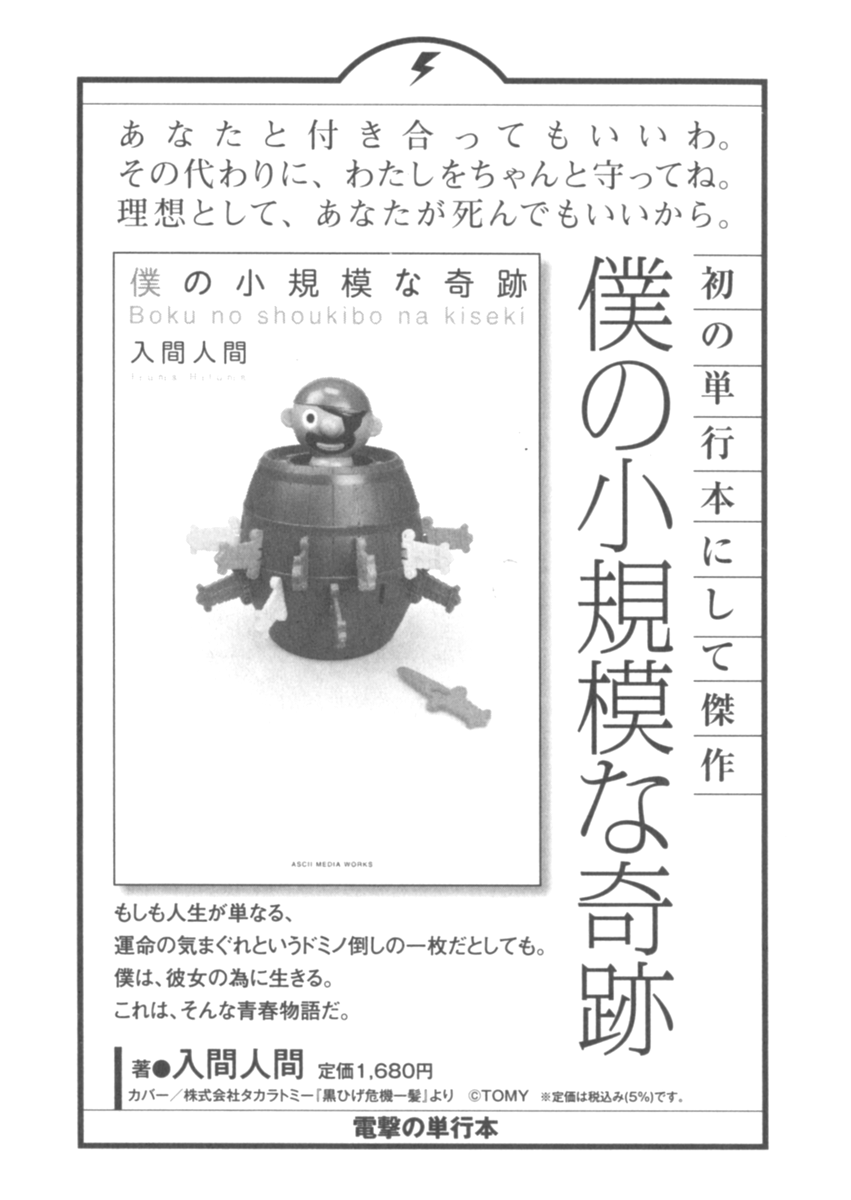 あなたと付き合ってもいいわ。
その代わりに、わたしをちゃんと守ってね。
理想として、あなたが死んでもいいから。
初の単行本にして傑作
僕の小規模な奇跡
僕の小規模な奇跡
Boku no shoukibo na kiseki
入間人間
Iruma Hitoma
ASCII MEDIA WORKS
もしも人生が単なる、
運命の気まぐれというドミノ倒しの一枚だとしても。
僕は、彼女の為に生きる。
これは、そんな青春物語だ。
著●入間人間 定価1,680円
カバー／株式会社タカラトミー『黒ひげ危機一髪』より ©TOMY ※定価は税込み(5%)です。
電撃の単行本